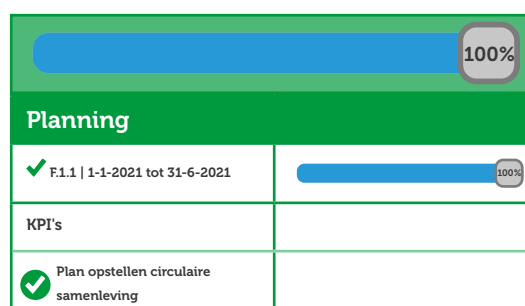 100%
Planning
F.1.1 | 1-1-2021 tot 31-6-2021
100%
KPI's
Plan opstellen circulaire
samenleving